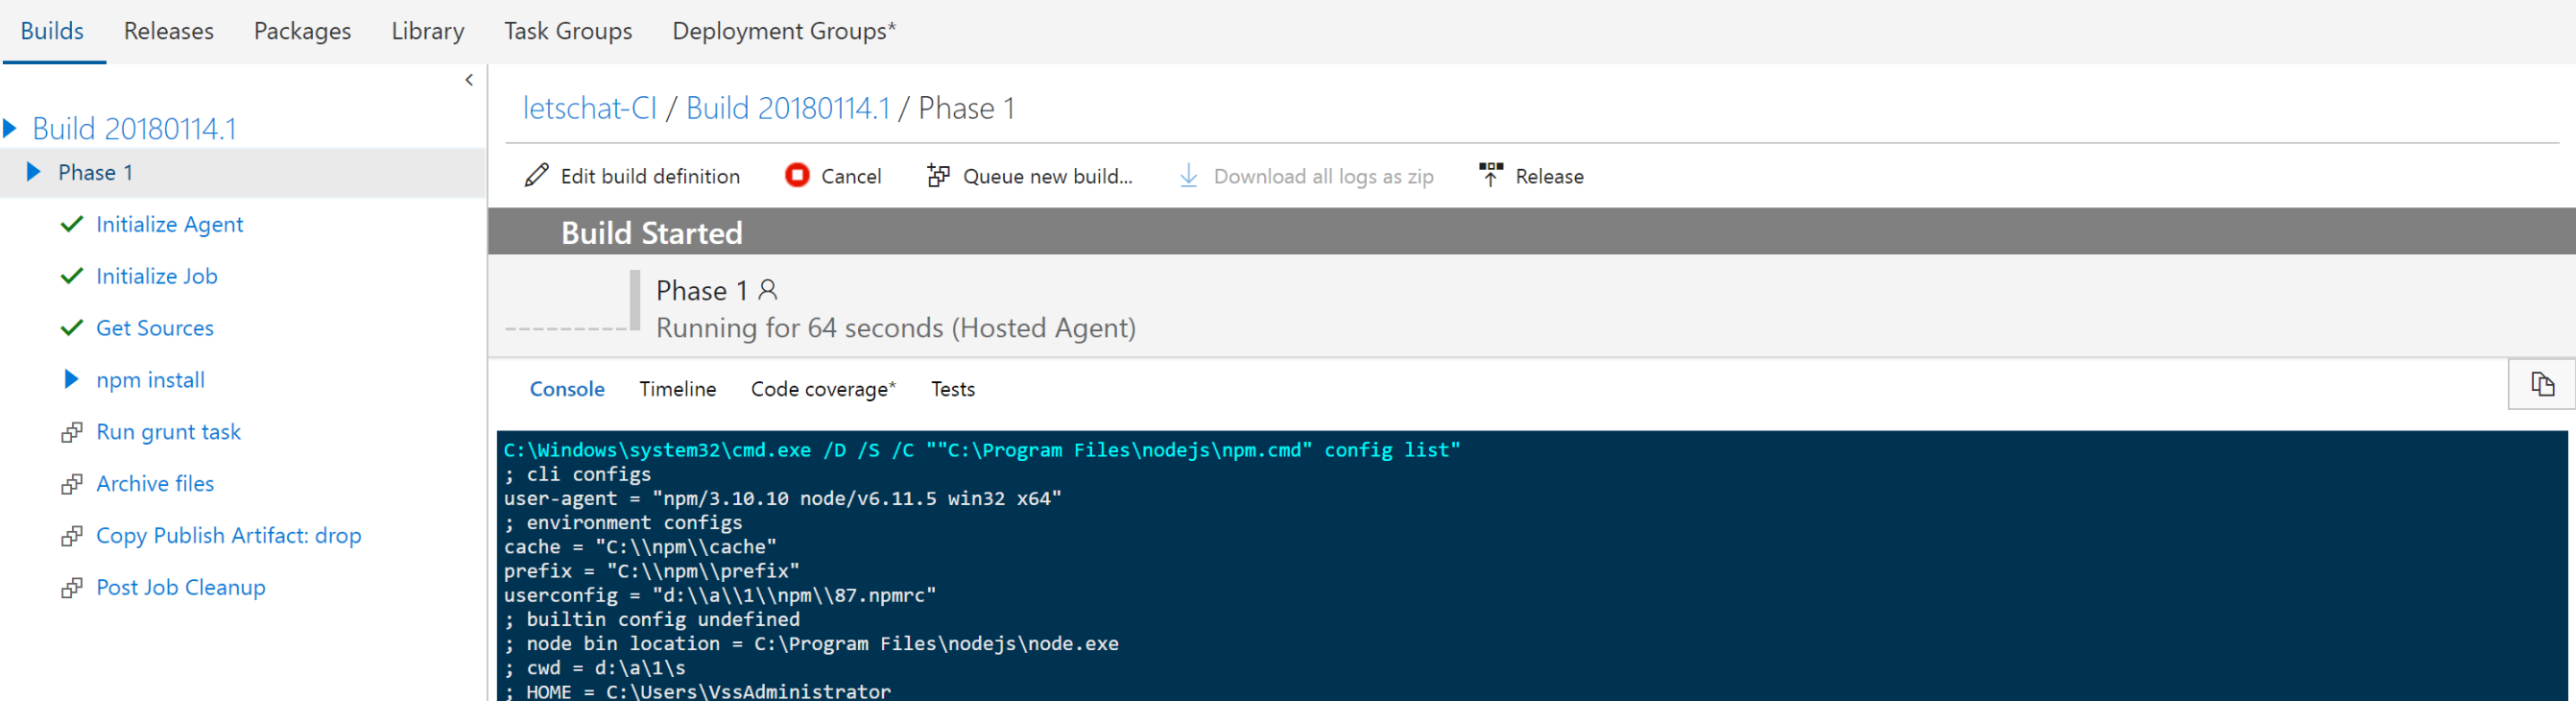 Builds Releases Packages Library Task Groups Deployment Groups*
Build 20180114.1
Phase 1
Initialize Agent
Initialize Job
Get Sources
npm install
Run grunt task
Archive files
Copy Publish Artifact: drop
Post Job Cleanup
letschat-CI / Build 20180114.1 / Phase 1
Edit build definition Cancel Queue new build... Download all logs as zip Release
Build Started
Phase 1
Running for 64 seconds (Hosted Agent)
Console Timeline Code coverage* Tests
C:\Windows\system32\cmd.exe /D /S /C ""C:\Program Files\nodejs\npm.cmd" config list"
; cli configs
user-agent = "npm/3.10.10 node/v6.11.5 win32 x64"
; environment configs
cache = "C:\\npm\\cache"
prefix = "C:\\npm\\prefix"
userconfig = "d:\\a\\1\\npm\\87.npmrc"
; builtin config undefined
; node bin location = C:\Program Files\nodejs\node.exe
; cwd = d:\a\1\s
; HOME = C:\Users\VssAdministrator